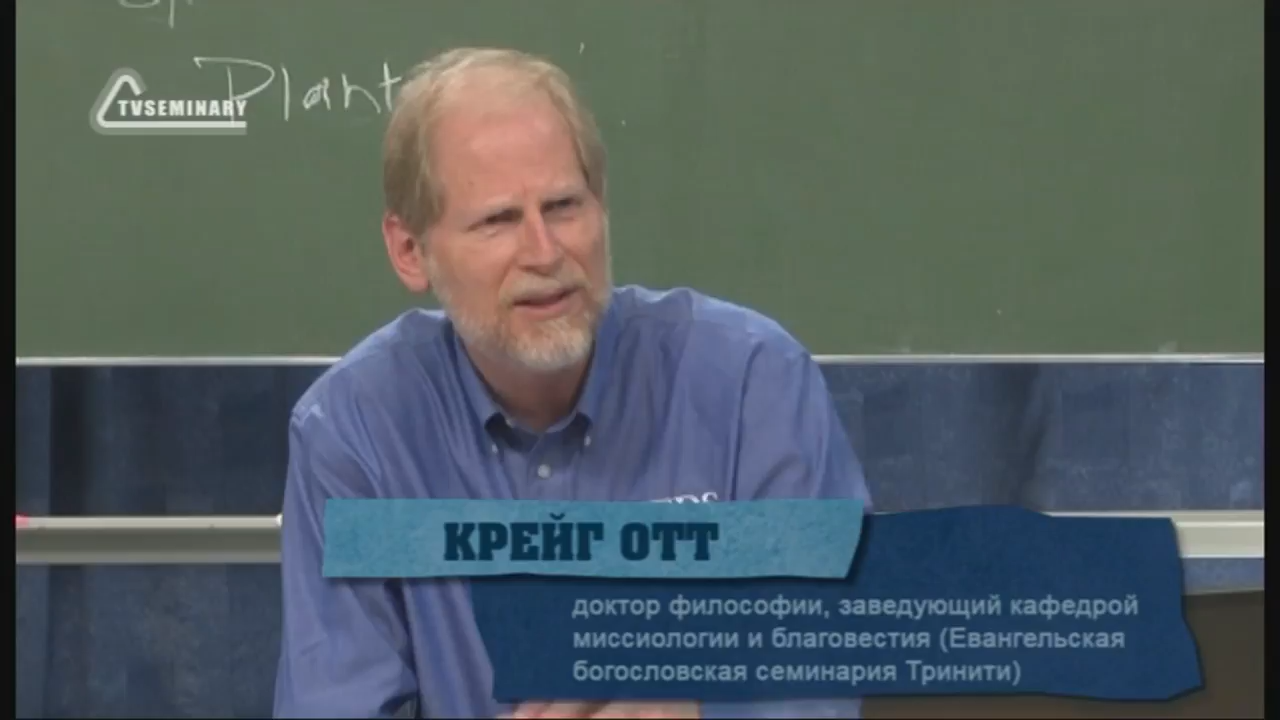 Plant
TVSEMINARY
КРЕЙГ ОТТ
доктор философии, заведующий кафедрой
миссиологии и благовестия (Евангельская
богословская семинария Тринити)